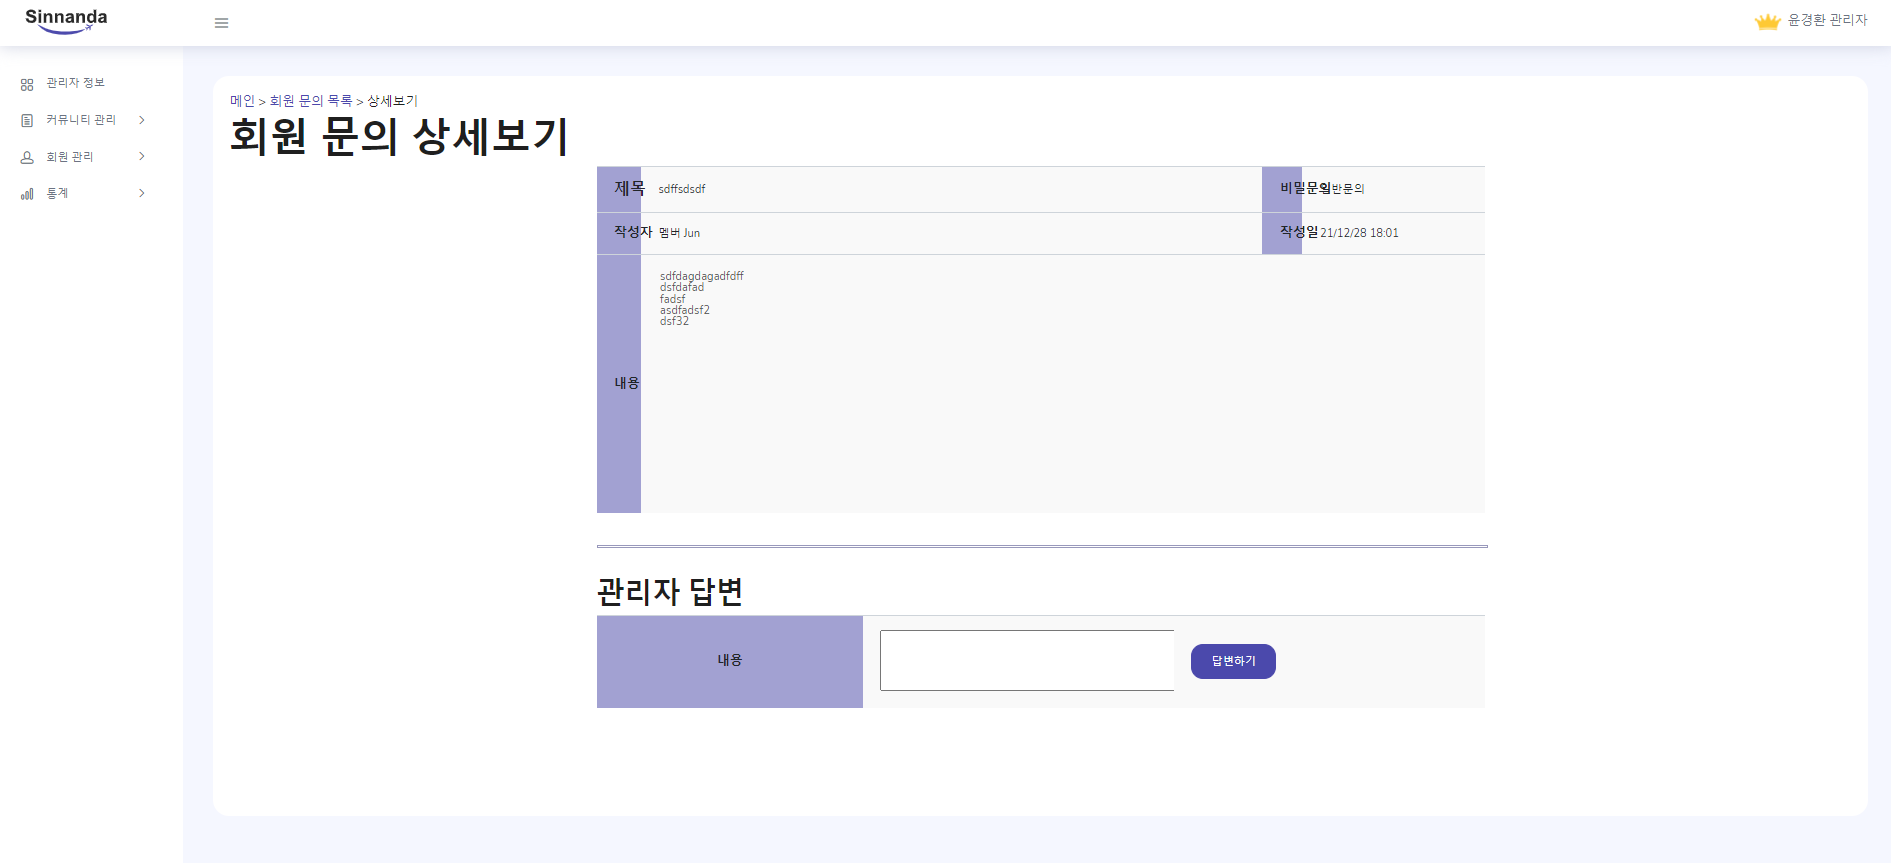 Sinnanda
윤경환 관리자
관리자 정보
커뮤니티 관리
회원 관리
통계
메인 > 회원 문의 목록 > 상세보기
회원 문의 상세보기
제목 sdffsdsdf 비밀문의 일반문의
작성자 멤버 Jun 작성일 21/12/28 18:01
내용
sdfdagdagadfdff
dsfdafad
fadsf
asdfadsf2
dsf32
관리자 답변
내용 답변하기